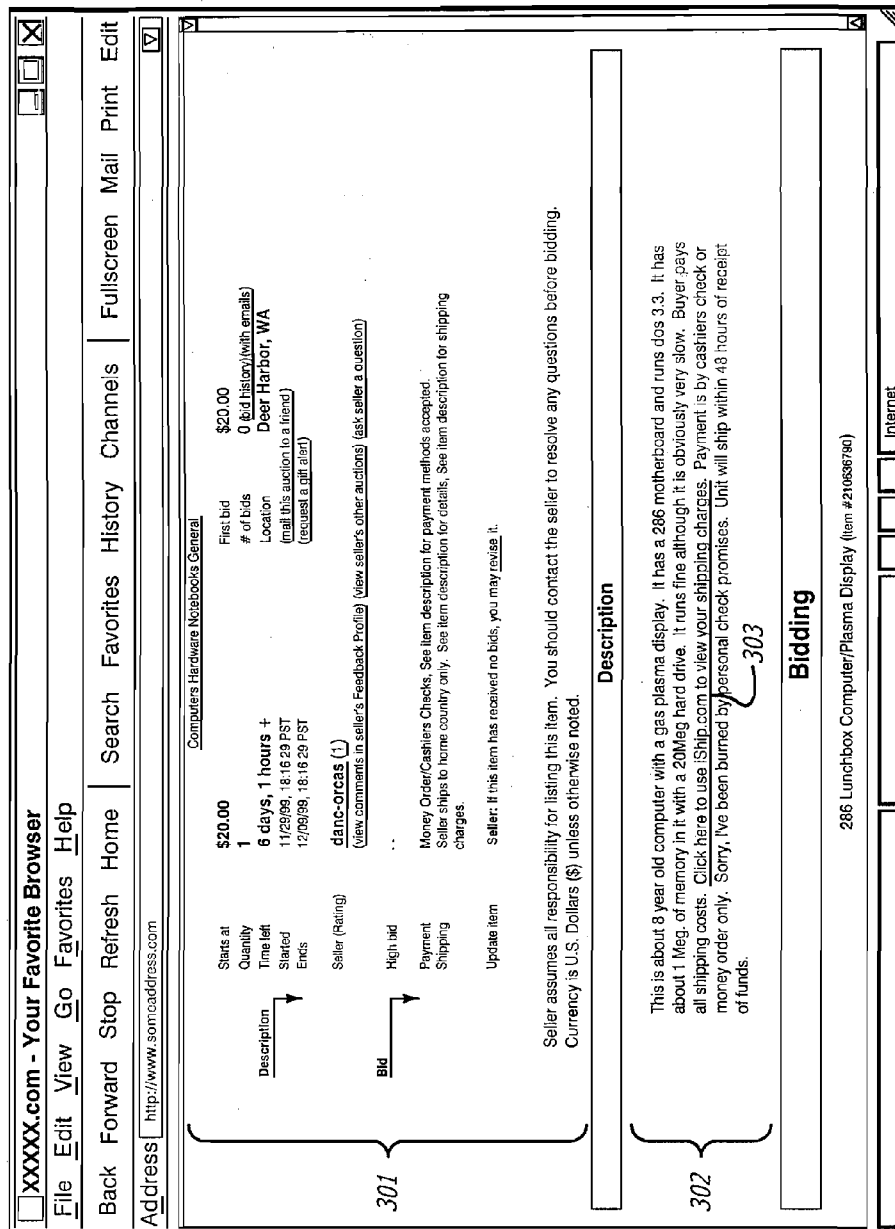 XXXXX.com - Your Favorite Browser
File Edit View Go Favorites Help
Back Forward Stop Refresh Home Search Favorites History Channels Fullscreen Mail Print Edit
Address http://www.someaddress.com
Computers Hardware Notebooks General
Starts at $20.00 First bid $20.00
Quantity 1 # of bids 0 (bid history)(with emails)
Time left 6 days, 1 hours + Location Deer Harbor, WA
Description
Started 11/29/99, 18:16 29 PST (mail this auction to a friend)
Ends 12/09/99, 18:16 29 PST (request a gift alert)
Seller (Rating) danc-orcas (1)
(view comments in seller's Feedback Profile) (view seller's other auctions) (ask seller a question)
High bid . .
Bid
Payment Money Order/Cashiers Checks, See item description for payment methods accepted.
Shipping Seller ships to home country only. See item description for details, See item description for shipping
charges.
Update item Seller: If this item has received no bids, you may revise it.
301
Seller assumes all responsibility for listing this item. You should contact the seller to resolve any questions before bidding.
Currency is U.S. Dollars ($) unless otherwise noted.
Description
This is about 8 year old computer with a gas plasma display. It has a 286 motherboard and runs dos 3.3. It has
about 1 Meg. of memory in it with a 20Meg hard drive. It runs fine although it is obviously very slow. Buyer pays
all shipping costs. Click here to use iShip.com to view your shipping charges. Payment is by cashiers check or
money order only. Sorry, I've been burned by personal check promises. Unit will ship within 48 hours of receipt
of funds.
302
303
Bidding
286 Lunchbox Computer/Plasma Display (Item #210636790)
Internet